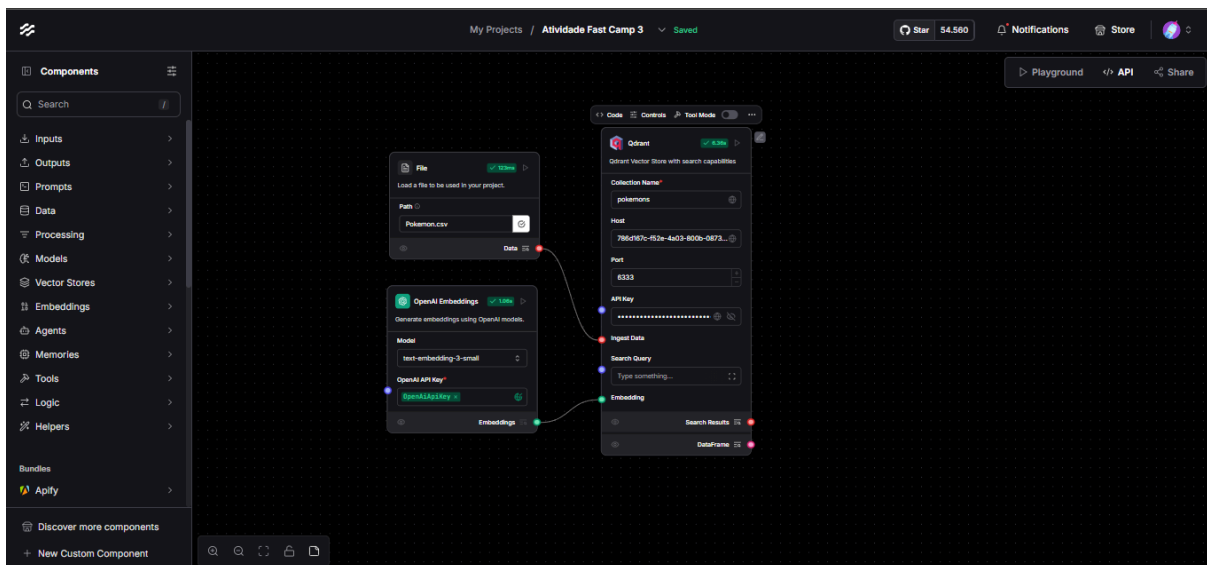 My Projects / Atividade Fast Camp 3 Saved
Star 54.560
Notifications
Store
Components
Search /
Inputs
Outputs
Prompts
Data
Processing
Models
Vector Stores
Embeddings
Agents
Memories
Tools
Logic
Helpers
Bundles
Apify
Discover more components
New Custom Component
Playground
API
Share
File 123ms
Load a file to be used in your project.
Path
Pokemon.csv
Data
OpenAI Embeddings 1.06s
Generate embeddings using OpenAI models.
Model
text-embedding-3-small
OpenAI API Key*
OpenAiApiKey ×
Embeddings
Code Controls Tool Mode ...
Qdrant 6.36s
Qdrant Vector Store with search capabilities
Collection Name*
pokemons
Host
786d167c-f52e-4a03-800b-0873...
Port
6333
API Key
Ingest Data
Search Query
Type something...
Embedding
Search Results
DataFrame